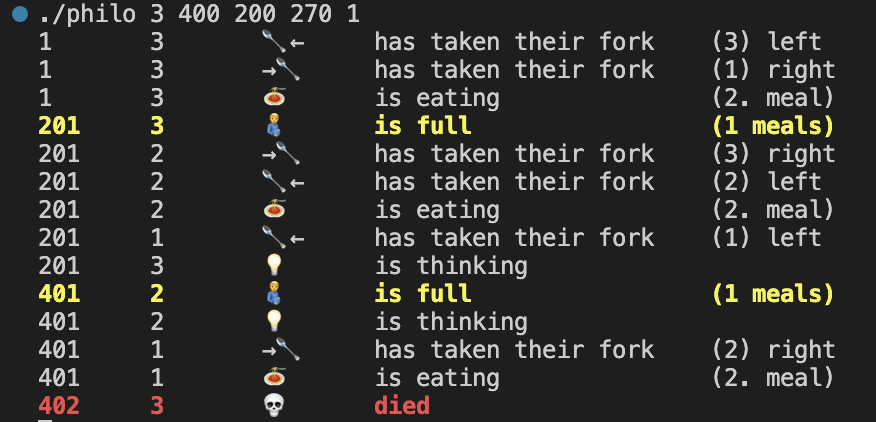 ./philo 3 400 200 270 1
1 3 🥄← has taken their fork (3) left
1 3 →🥄 has taken their fork (1) right
1 3 🍝 is eating (2. meal)
201 3 🫃 is full (1 meals)
201 2 →🥄 has taken their fork (3) right
201 2 🥄← has taken their fork (2) left
201 2 🍝 is eating (2. meal)
201 1 🥄← has taken their fork (1) left
201 3 💡 is thinking
401 2 🫃 is full (1 meals)
401 2 💡 is thinking
401 1 →🥄 has taken their fork (2) right
401 1 🍝 is eating (2. meal)
402 3 💀 died